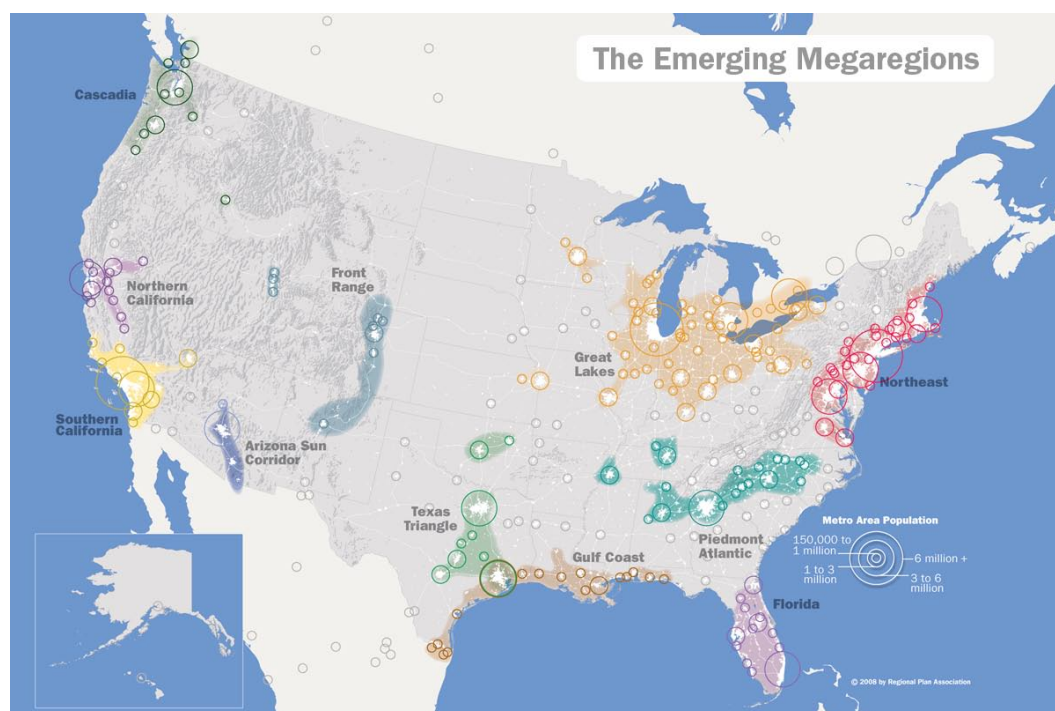 The Emerging Megaregions
Cascadia
Northern
California
Front
Range
Great
Lakes
Northeast
Southern
California
Arizona Sun
Corridor
Texas
Triangle
Gulf Coast
Piedmont
Atlantic
Florida
Metro Area Population
150,000 to
1 million
1 to 3
million
6 million +
3 to 6
million
© 2008 by Regional Plan Association